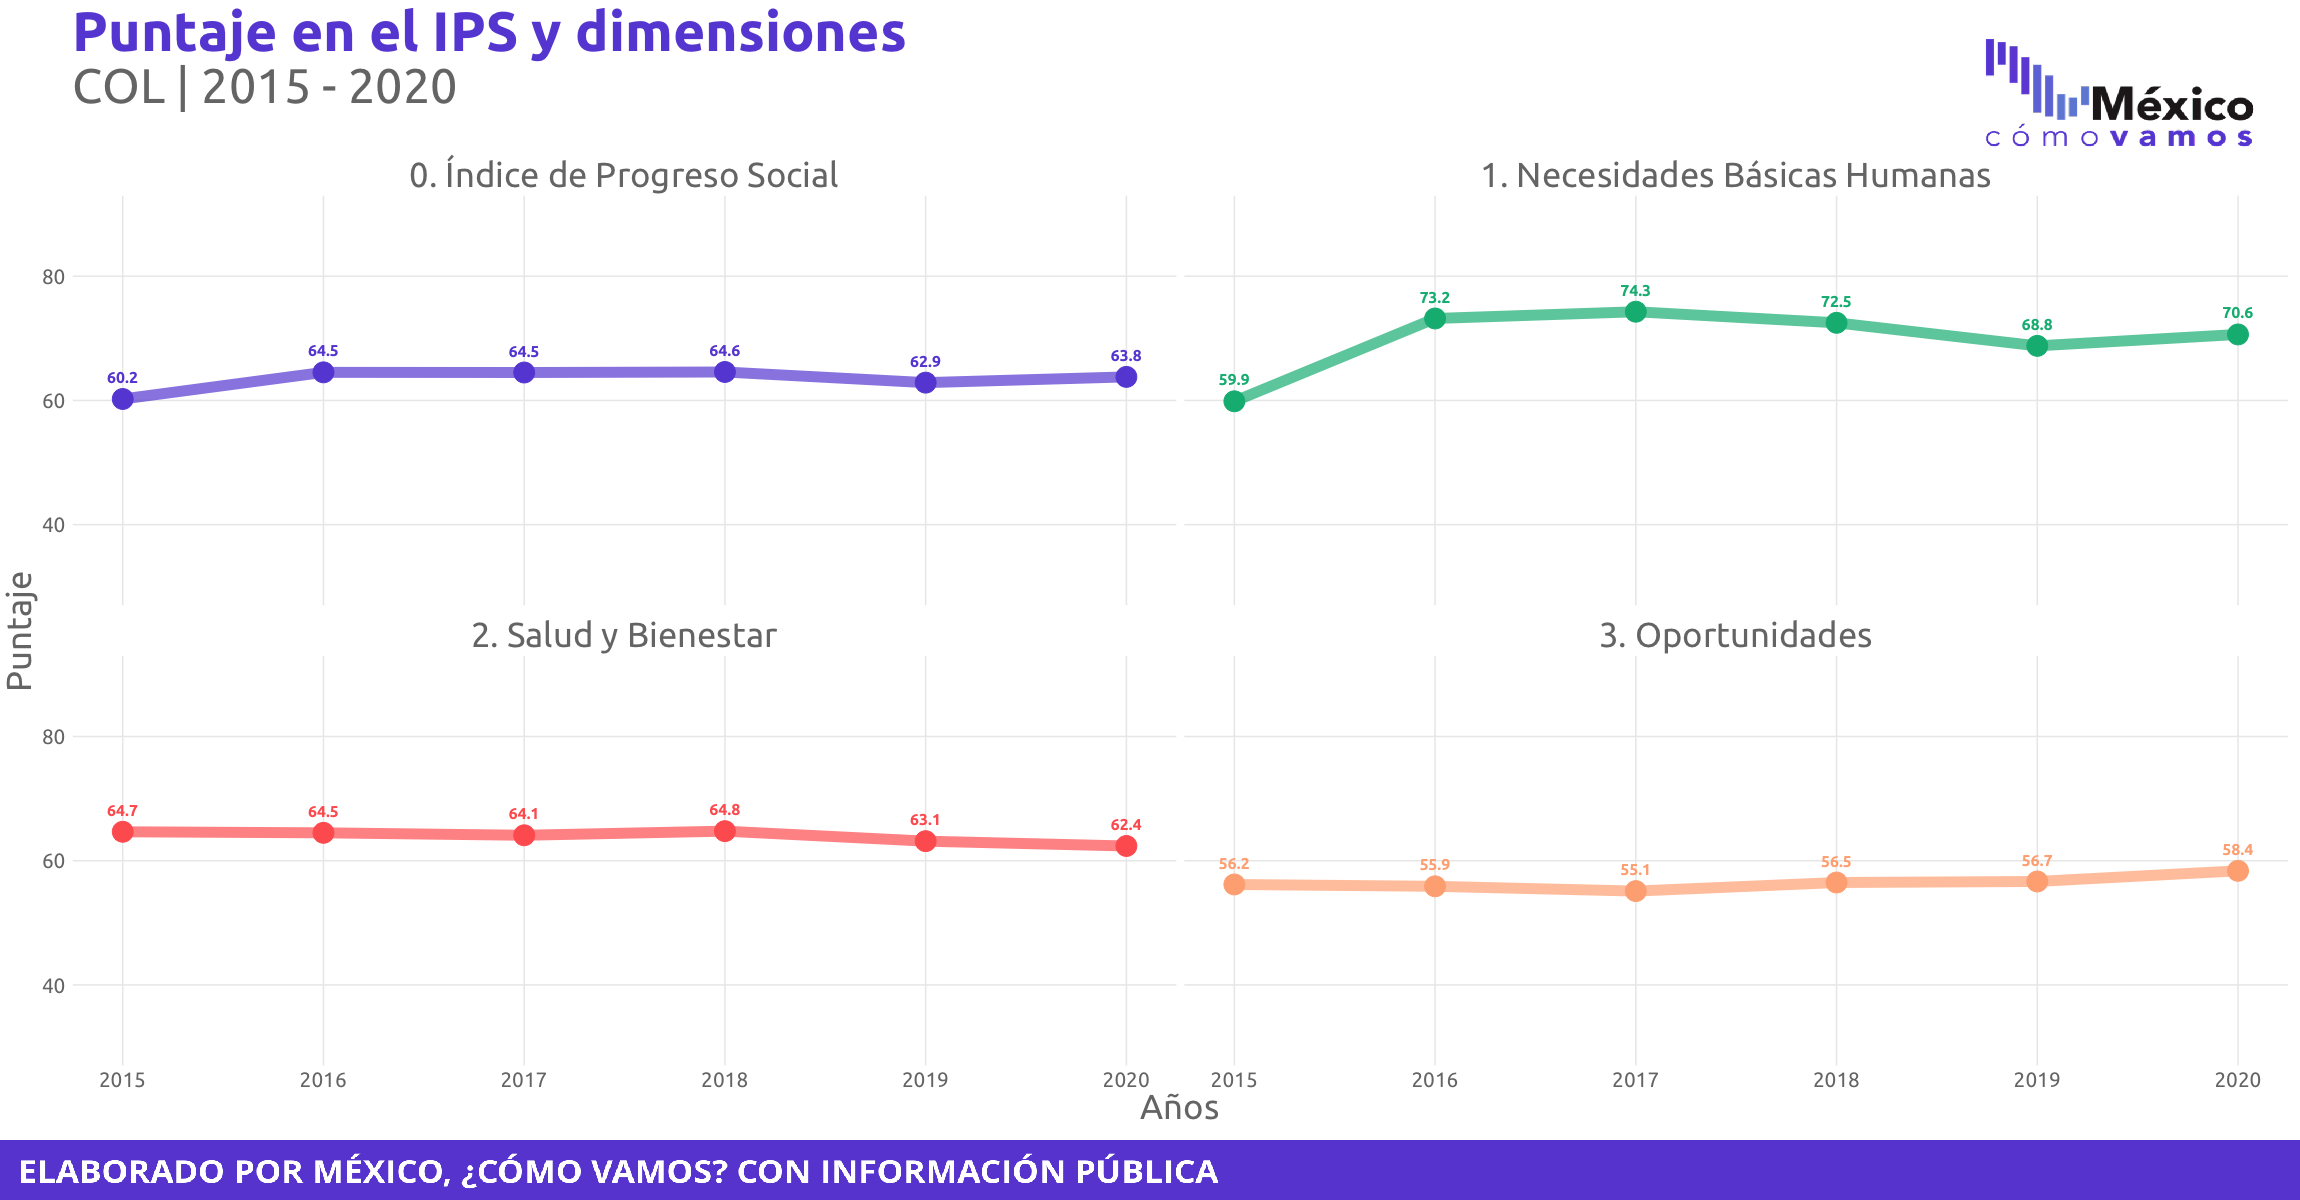 Puntaje en el IPS y dimensiones
COL | 2015 - 2020
México
cómovamos
0. Índice de Progreso Social
80
60
40
60.2
64.5
64.5
64.6
62.9
63.8
1. Necesidades Básicas Humanas
59.9
73.2
74.3
72.5
68.8
70.6
Puntaje
2. Salud y Bienestar
80
60
40
64.7
64.5
64.1
64.8
63.1
62.4
2015 2016 2017 2018 2019 2020
3. Oportunidades
56.2
55.9
55.1
56.5
56.7
58.4
2015 2016 2017 2018 2019 2020
Años
ELABORADO POR MÉXICO, ¿CÓMO VAMOS? CON INFORMACIÓN PÚBLICA